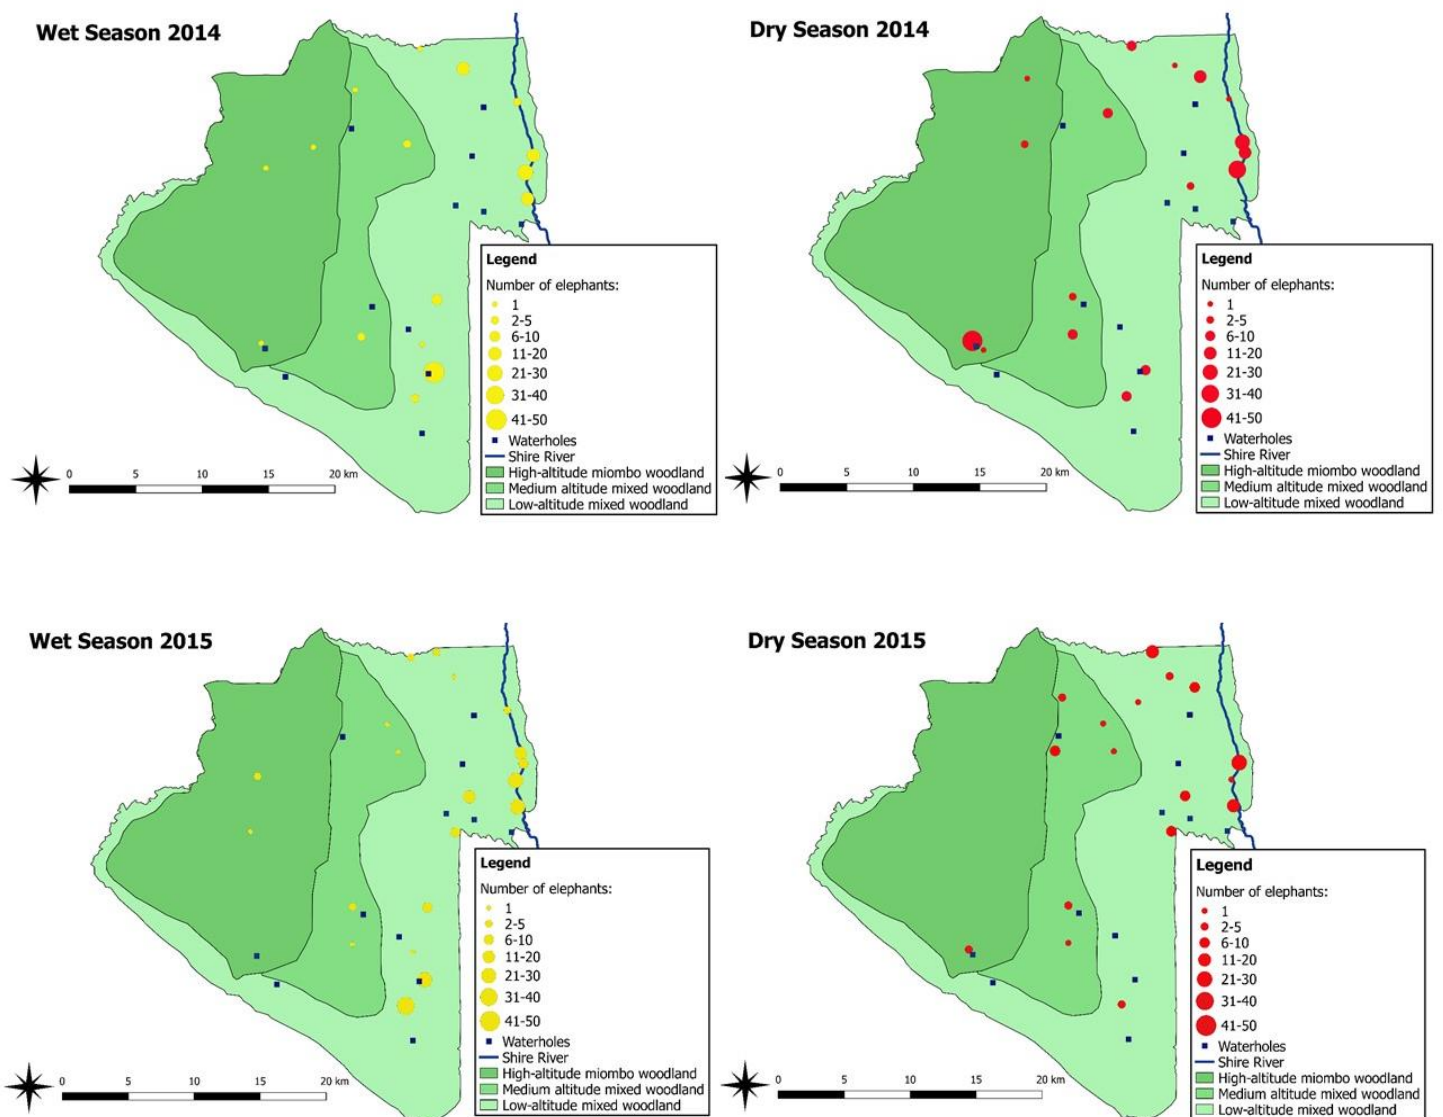 Wet Season 2014
Legend
Number of elephants:
1
2-5
6-10
11-20
21-30
31-40
41-50
Waterholes
Shire River
High-altitude miombo woodland
Medium altitude mixed woodland
Low-altitude mixed woodland
0 5 10 15 20 km
Dry Season 2014
Legend
Number of elephants:
1
2-5
6-10
11-20
21-30
31-40
41-50
Waterholes
Shire River
High-altitude miombo woodland
Medium altitude mixed woodland
Low-altitude mixed woodland
0 5 10 15 20 km
Wet Season 2015
Legend
Number of elephants:
1
2-5
6-10
11-20
21-30
31-40
41-50
Waterholes
Shire River
High-altitude miombo woodland
Medium altitude mixed woodland
Low-altitude mixed woodland
0 5 10 15 20 km
Dry Season 2015
Legend
Number of elephants:
1
2-5
6-10
11-20
21-30
31-40
41-50
Waterholes
Shire River
High-altitude miombo woodland
Medium altitude mixed woodland
Low-altitude mixed woodland
0 5 10 15 20 km